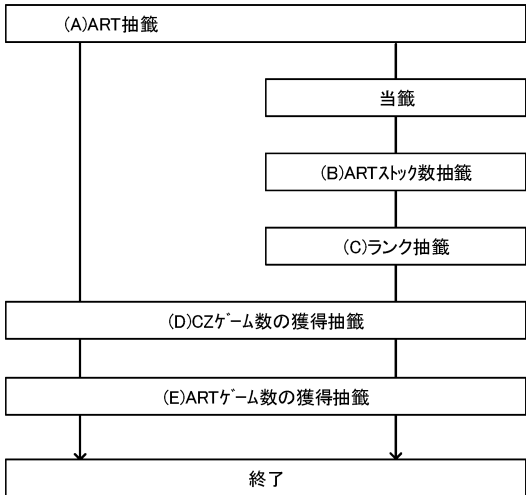 (A)ART抽籤
当籤
(B)ARTｽﾄｯｸ数抽籤
(C)ランク抽籤
(D)CZｹﾞｰﾑ数の獲得抽籤
(E)ARTｹﾞｰﾑ数の獲得抽籤
終了